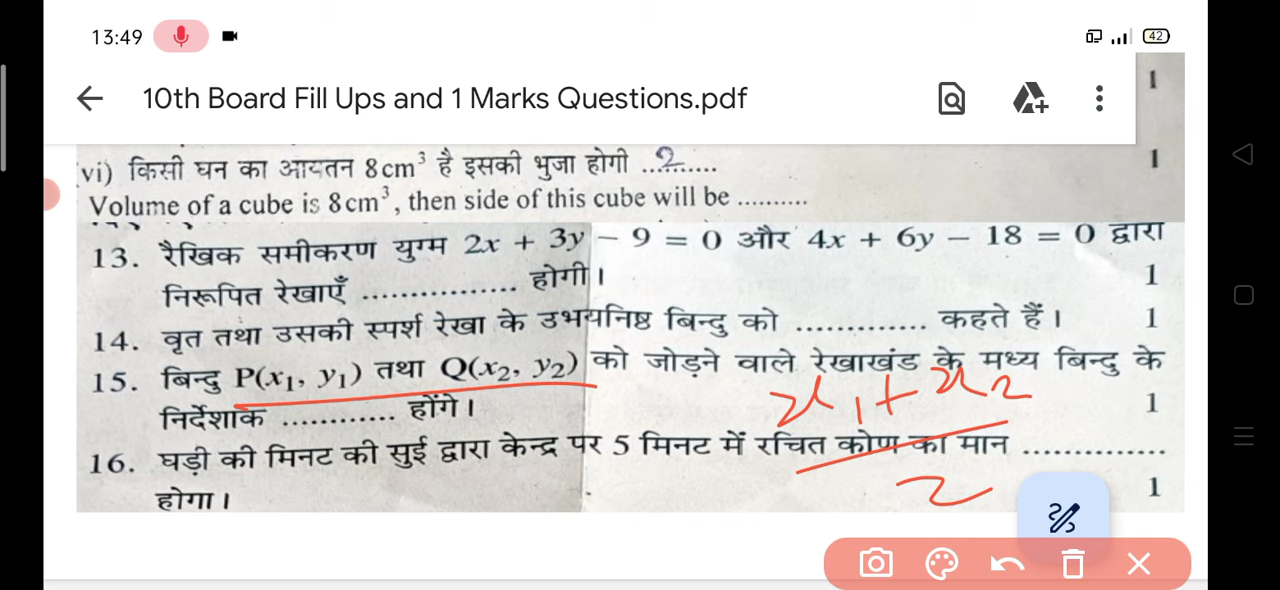 13:49 42
10th Board Fill Ups and 1 Marks Questions.pdf
1
vi) किसी घन का आयतन 8 cm³ है इसकी भुजा होगी ..2....... 1
Volume of a cube is 8 cm³, then side of this cube will be ..........
13. रैखिक समीकरण युग्म 2x + 3y – 9 = 0 और 4x + 6y – 18 = 0 द्वारा
निरूपित रेखाएँ ................ होगी। 1
14. वृत तथा उसकी स्पर्श रेखा के उभयनिष्ठ बिन्दु को ............. कहते हैं। 1
15. बिन्दु P(x₁, y₁) तथा Q(x₂, y₂) को जोड़ने वाले रेखाखंड के मध्य बिन्दु के
निर्देशांक ............ होंगे। 1
x₁ + x₂
16. घड़ी की मिनट की सुई द्वारा केन्द्र पर 5 मिनट में रचित कोण का मान ..............
2
होगा। 1